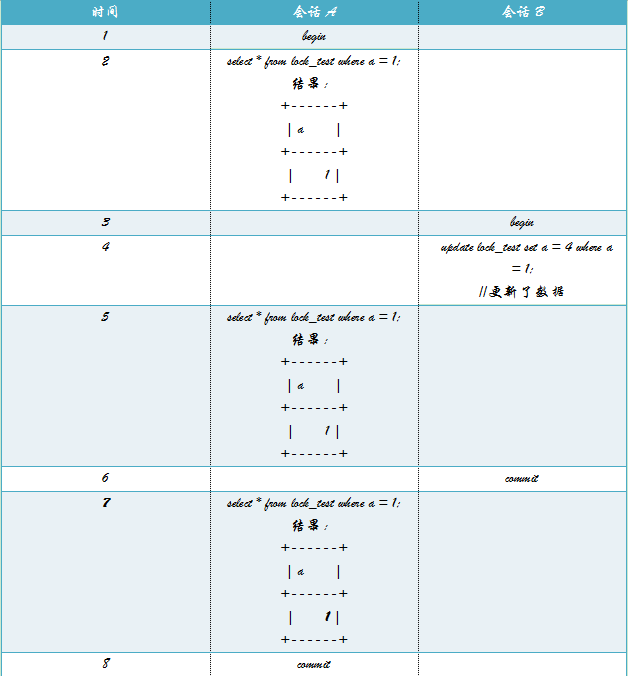 时间 会话 A 会话 B
1 begin
2 select * from lock_test where a = 1;
结果：
+------+
| a |
+------+
| 1 |
+------+
3 begin
4 update lock_test set a = 4 where a
= 1;
//更新了数据
5 select * from lock_test where a = 1;
结果：
+------+
| a |
+------+
| 1 |
+------+
6 commit
7 select * from lock_test where a = 1;
结果：
+------+
| a |
+------+
| 1 |
+------+
8 commit